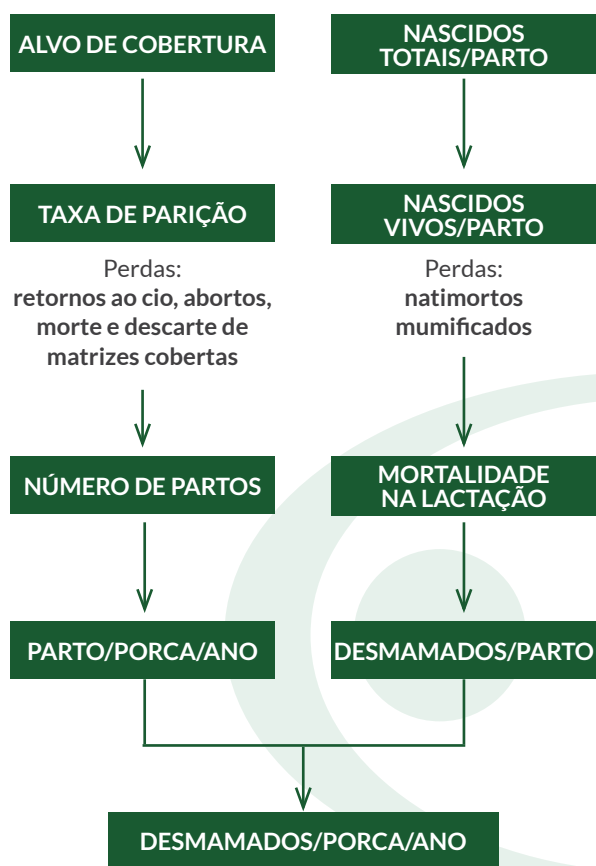 ALVO DE COBERTURA
TAXA DE PARIÇÃO
Perdas:
retornos ao cio, abortos,
morte e descarte de
matrizes cobertas
NÚMERO DE PARTOS
PARTO/PORCA/ANO
NASCIDOS
TOTAIS/PARTO
NASCIDOS
VIVOS/PARTO
Perdas:
natimortos
mumificados
MORTALIDADE
NA LACTAÇÃO
DESMAMADOS/PARTO
DESMAMADOS/PORCA/ANO